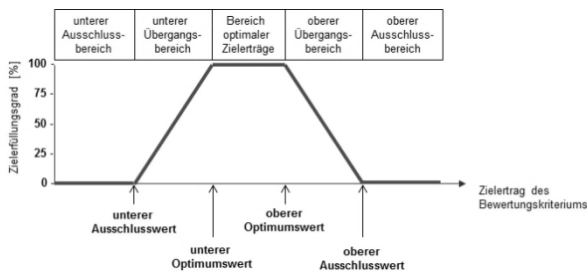 unterer
Ausschluss-
bereich
unterer
Übergangs-
bereich
Bereich
optimaler
Zielerträge
oberer
Übergangs-
bereich
oberer
Ausschluss-
bereich
Zielerfüllungsgrad [%]
100
75
50
25
0
Zielertrag des
Bewertungskriteriums
unterer
Ausschlusswert
oberer
Optimumswert
unterer
Optimumswert
oberer
Ausschlusswert